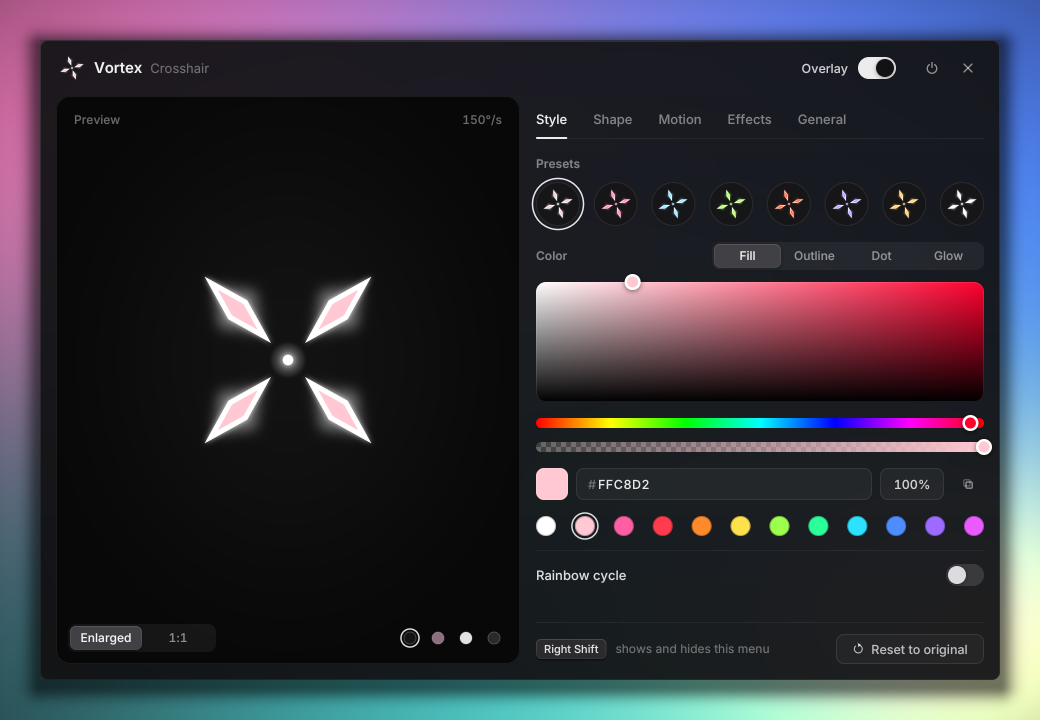 Vortex Crosshair
Overlay
Preview
150°/s
Style Shape Motion Effects General
Presets
Color
Fill Outline Dot Glow
#FFC8D2
100%
Rainbow cycle
Enlarged 1:1
Right Shift shows and hides this menu
Reset to original